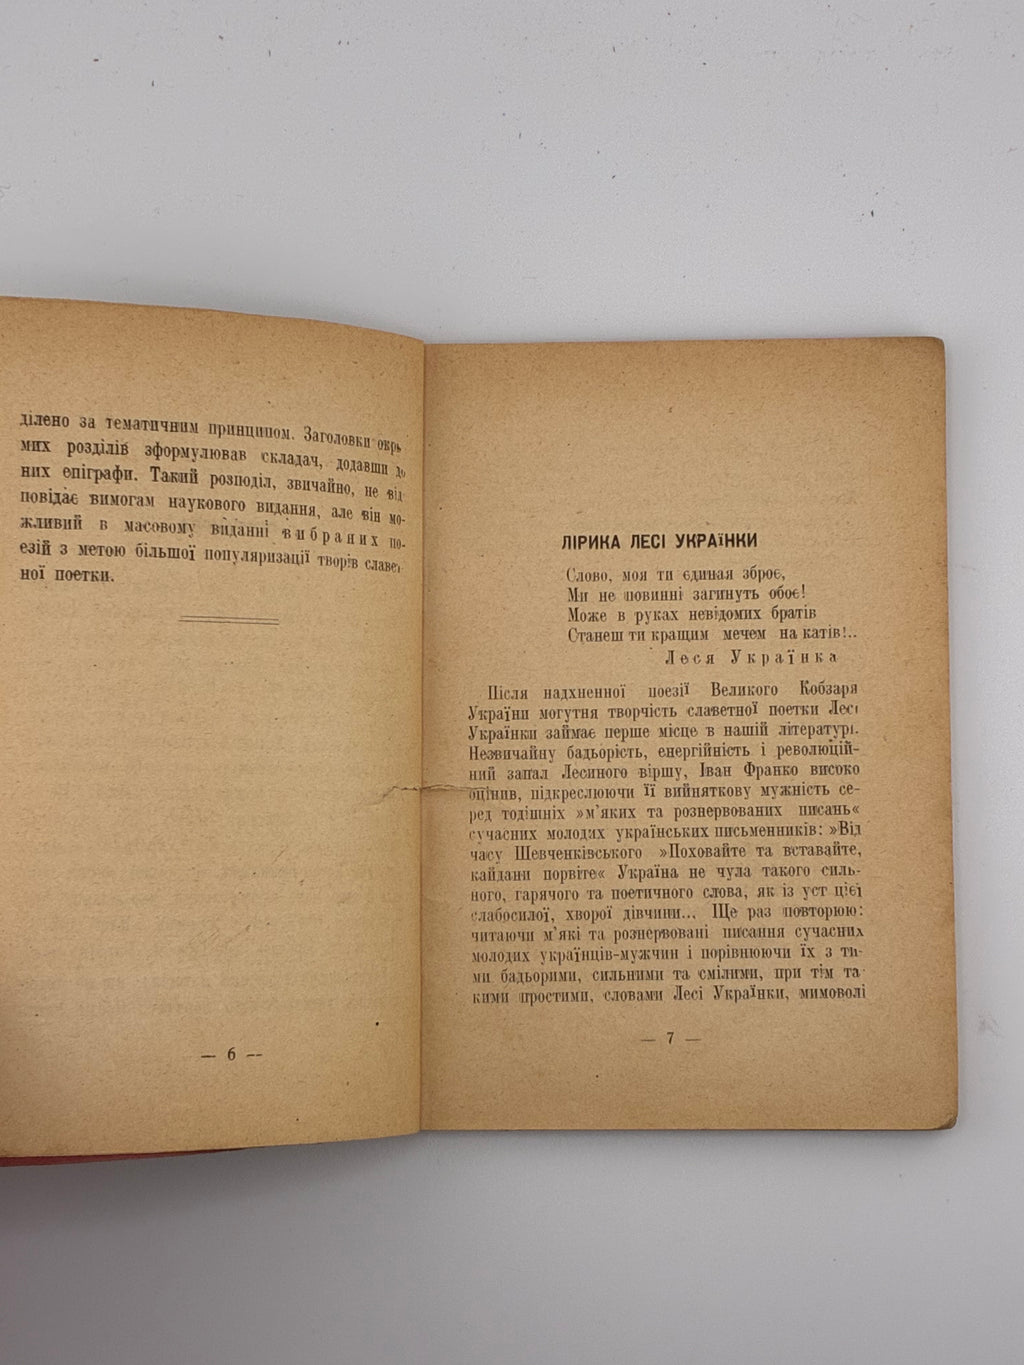 ділено за тематичним принципом. Заголовки окре-
мих розділів зформулював складач, додавши до
них епіграфи. Такий розподіл, звичайно, не від-
повідає вимогам наукового видання, але він мо-
жливий в масовому виданні вибраних по-
езій з метою більшої популяризації творів славет-
ної поетки.
— 6 —
ЛІРИКА ЛЕСІ УКРАЇНКИ
Слово, моя ти єдиная зброє,
Ми не повинні загинуть обоє!
Може в руках невідомих братів
Станеш ти кращим мечем на катів!..
Леся Українка
Після надхненної поезії Великого Кобзаря
України могутня творчість славетної поетки Лесі
Українки займає перше місце в нашій літературі.
Незвичайну бадьорість, енергійність і революцій-
ний запал Лесиного віршу, Іван Франко високо
оцінив, підкреслюючи її вийняткову мужність се-
ред тодішніх »м'яких та рознервованих писань«
сучасних молодих українських письменників: »Від
часу Шевченківського »Поховайте та вставайте,
кайдани порвіте« Україна не чула такого силь-
ного, гарячого та поетичного слова, як із уст цієї
слабосилої, хворої дівчини... Ще раз повторюю:
читаючи м'які та рознервовані писання сучасних
молодих українців-мужчин і порівнюючи їх з ти-
ми бадьорими, сильними та смілими, при тім та-
кими простими, словами Лесі Українки, мимоволі
— 7 —